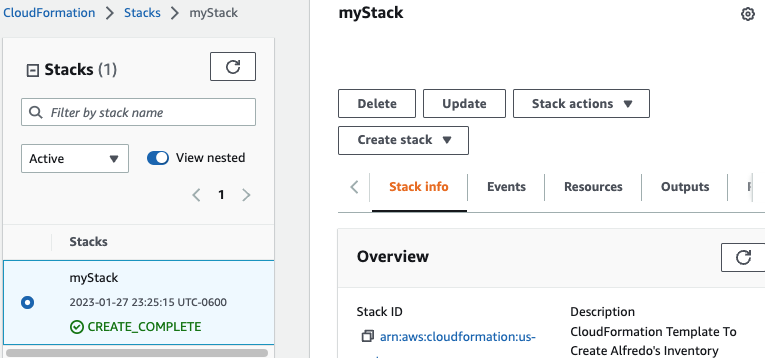 CloudFormation > Stacks > myStack
Stacks (1)
Filter by stack name
Active
View nested
1
Stacks
myStack
2023-01-27 23:25:15 UTC-0600
CREATE_COMPLETE
myStack
Delete
Update
Stack actions
Create stack
Stack info
Events
Resources
Outputs
Overview
Stack ID
arn:aws:cloudformation:us-
Description
CloudFormation Template To
Create Alfredo's Inventory